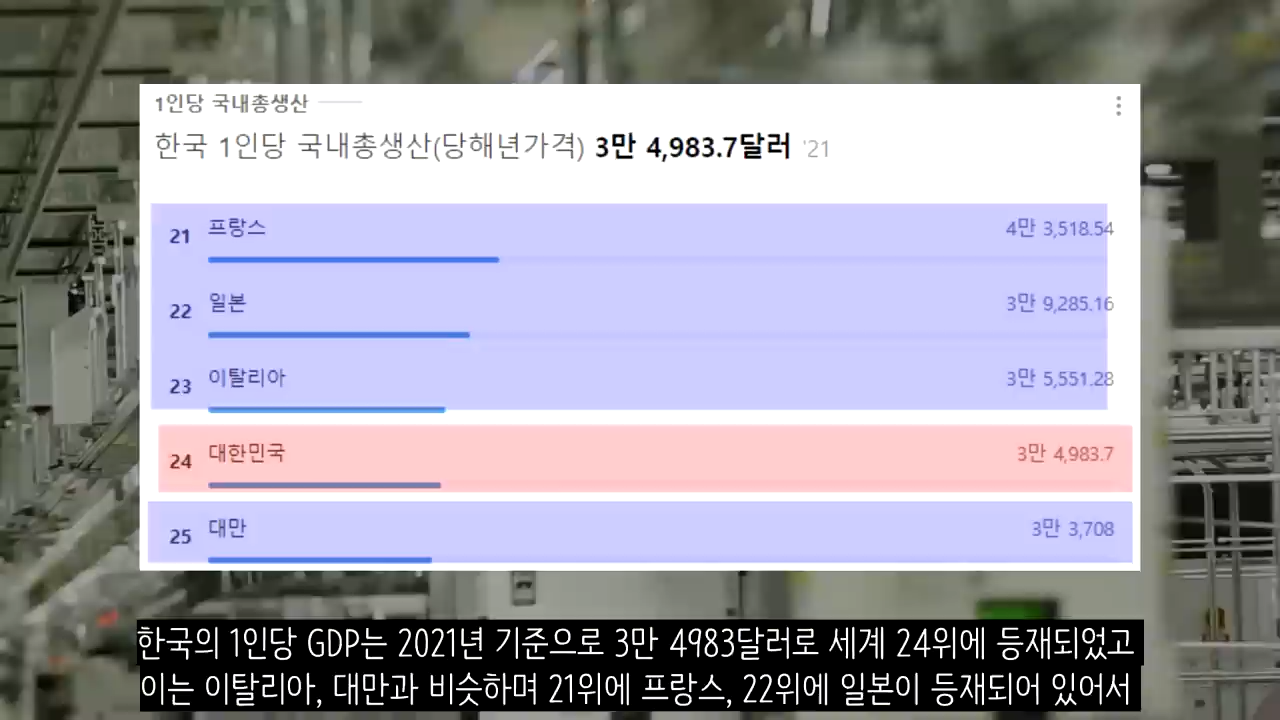 1인당 국내총생산
한국 1인당 국내총생산(당해년가격) 3만 4,983.7달러 '21
21 프랑스 4만 3,518.54
22 일본 3만 9,285.16
23 이탈리아 3만 5,551.28
24 대한민국 3만 4,983.7
25 대만 3만 3,708
한국의 1인당 GDP는 2021년 기준으로 3만 4983달러로 세계 24위에 등재되었고
이는 이탈리아, 대만과 비슷하며 21위에 프랑스, 22위에 일본이 등재되어 있어서